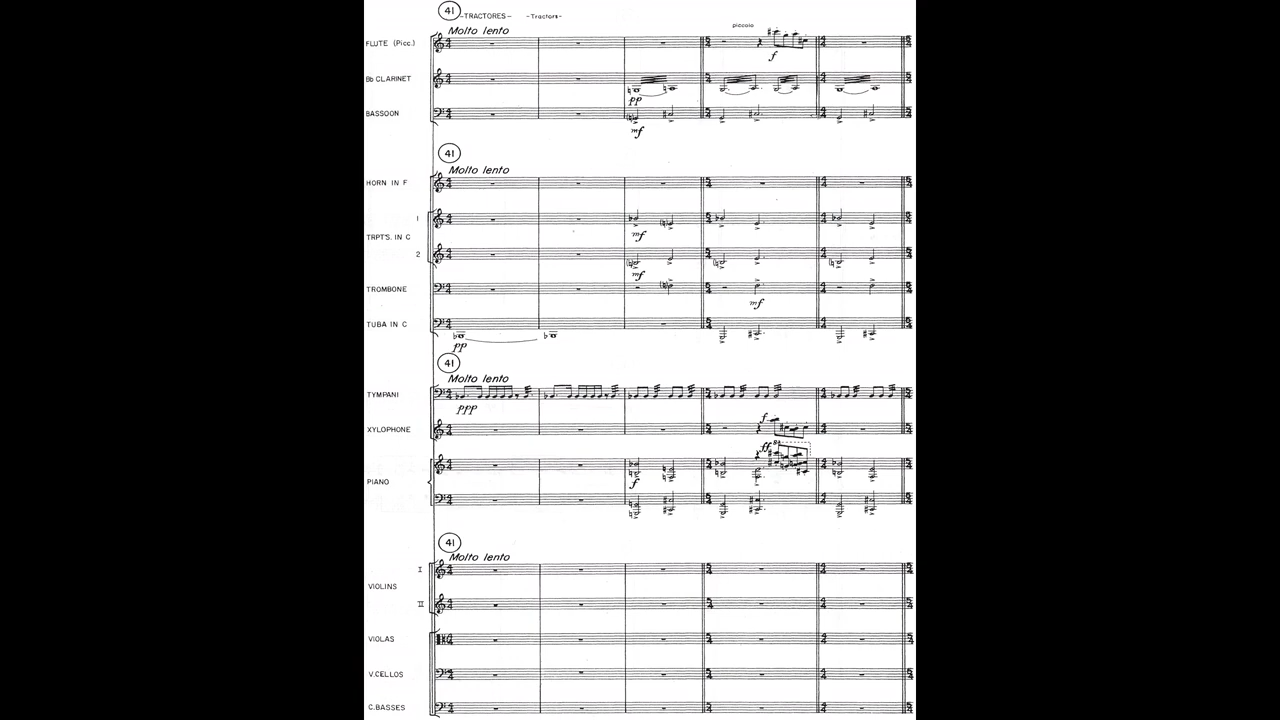 41 -TRACTORES- -Tractors-
Molto lento
piccolo
FLUTE (Picc.)
f
Bb CLARINET
pp
BASSOON
mf
41
Molto lento
HORN IN F
1
mf
TRPT'S. IN C
2
mf
TROMBONE
mf
TUBA IN C
pp
41
Molto lento
TYMPANI
ppp
f
XYLOPHONE
ff 8a
PIANO
f
41
Molto lento
I
VIOLINS
II
VIOLAS
V.CELLOS
C.BASSES